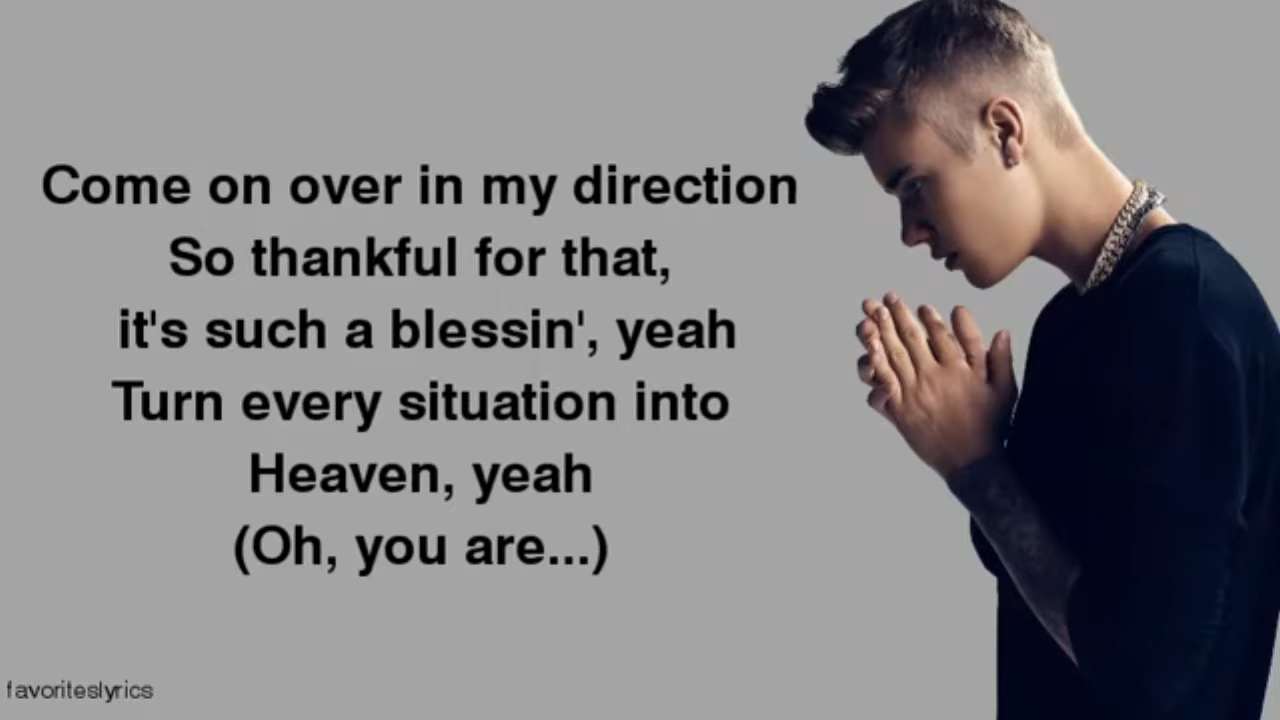 Come on over in my direction
So thankful for that,
it's such a blessin', yeah
Turn every situation into
Heaven, yeah
(Oh, you are...)
favoriteslyrics